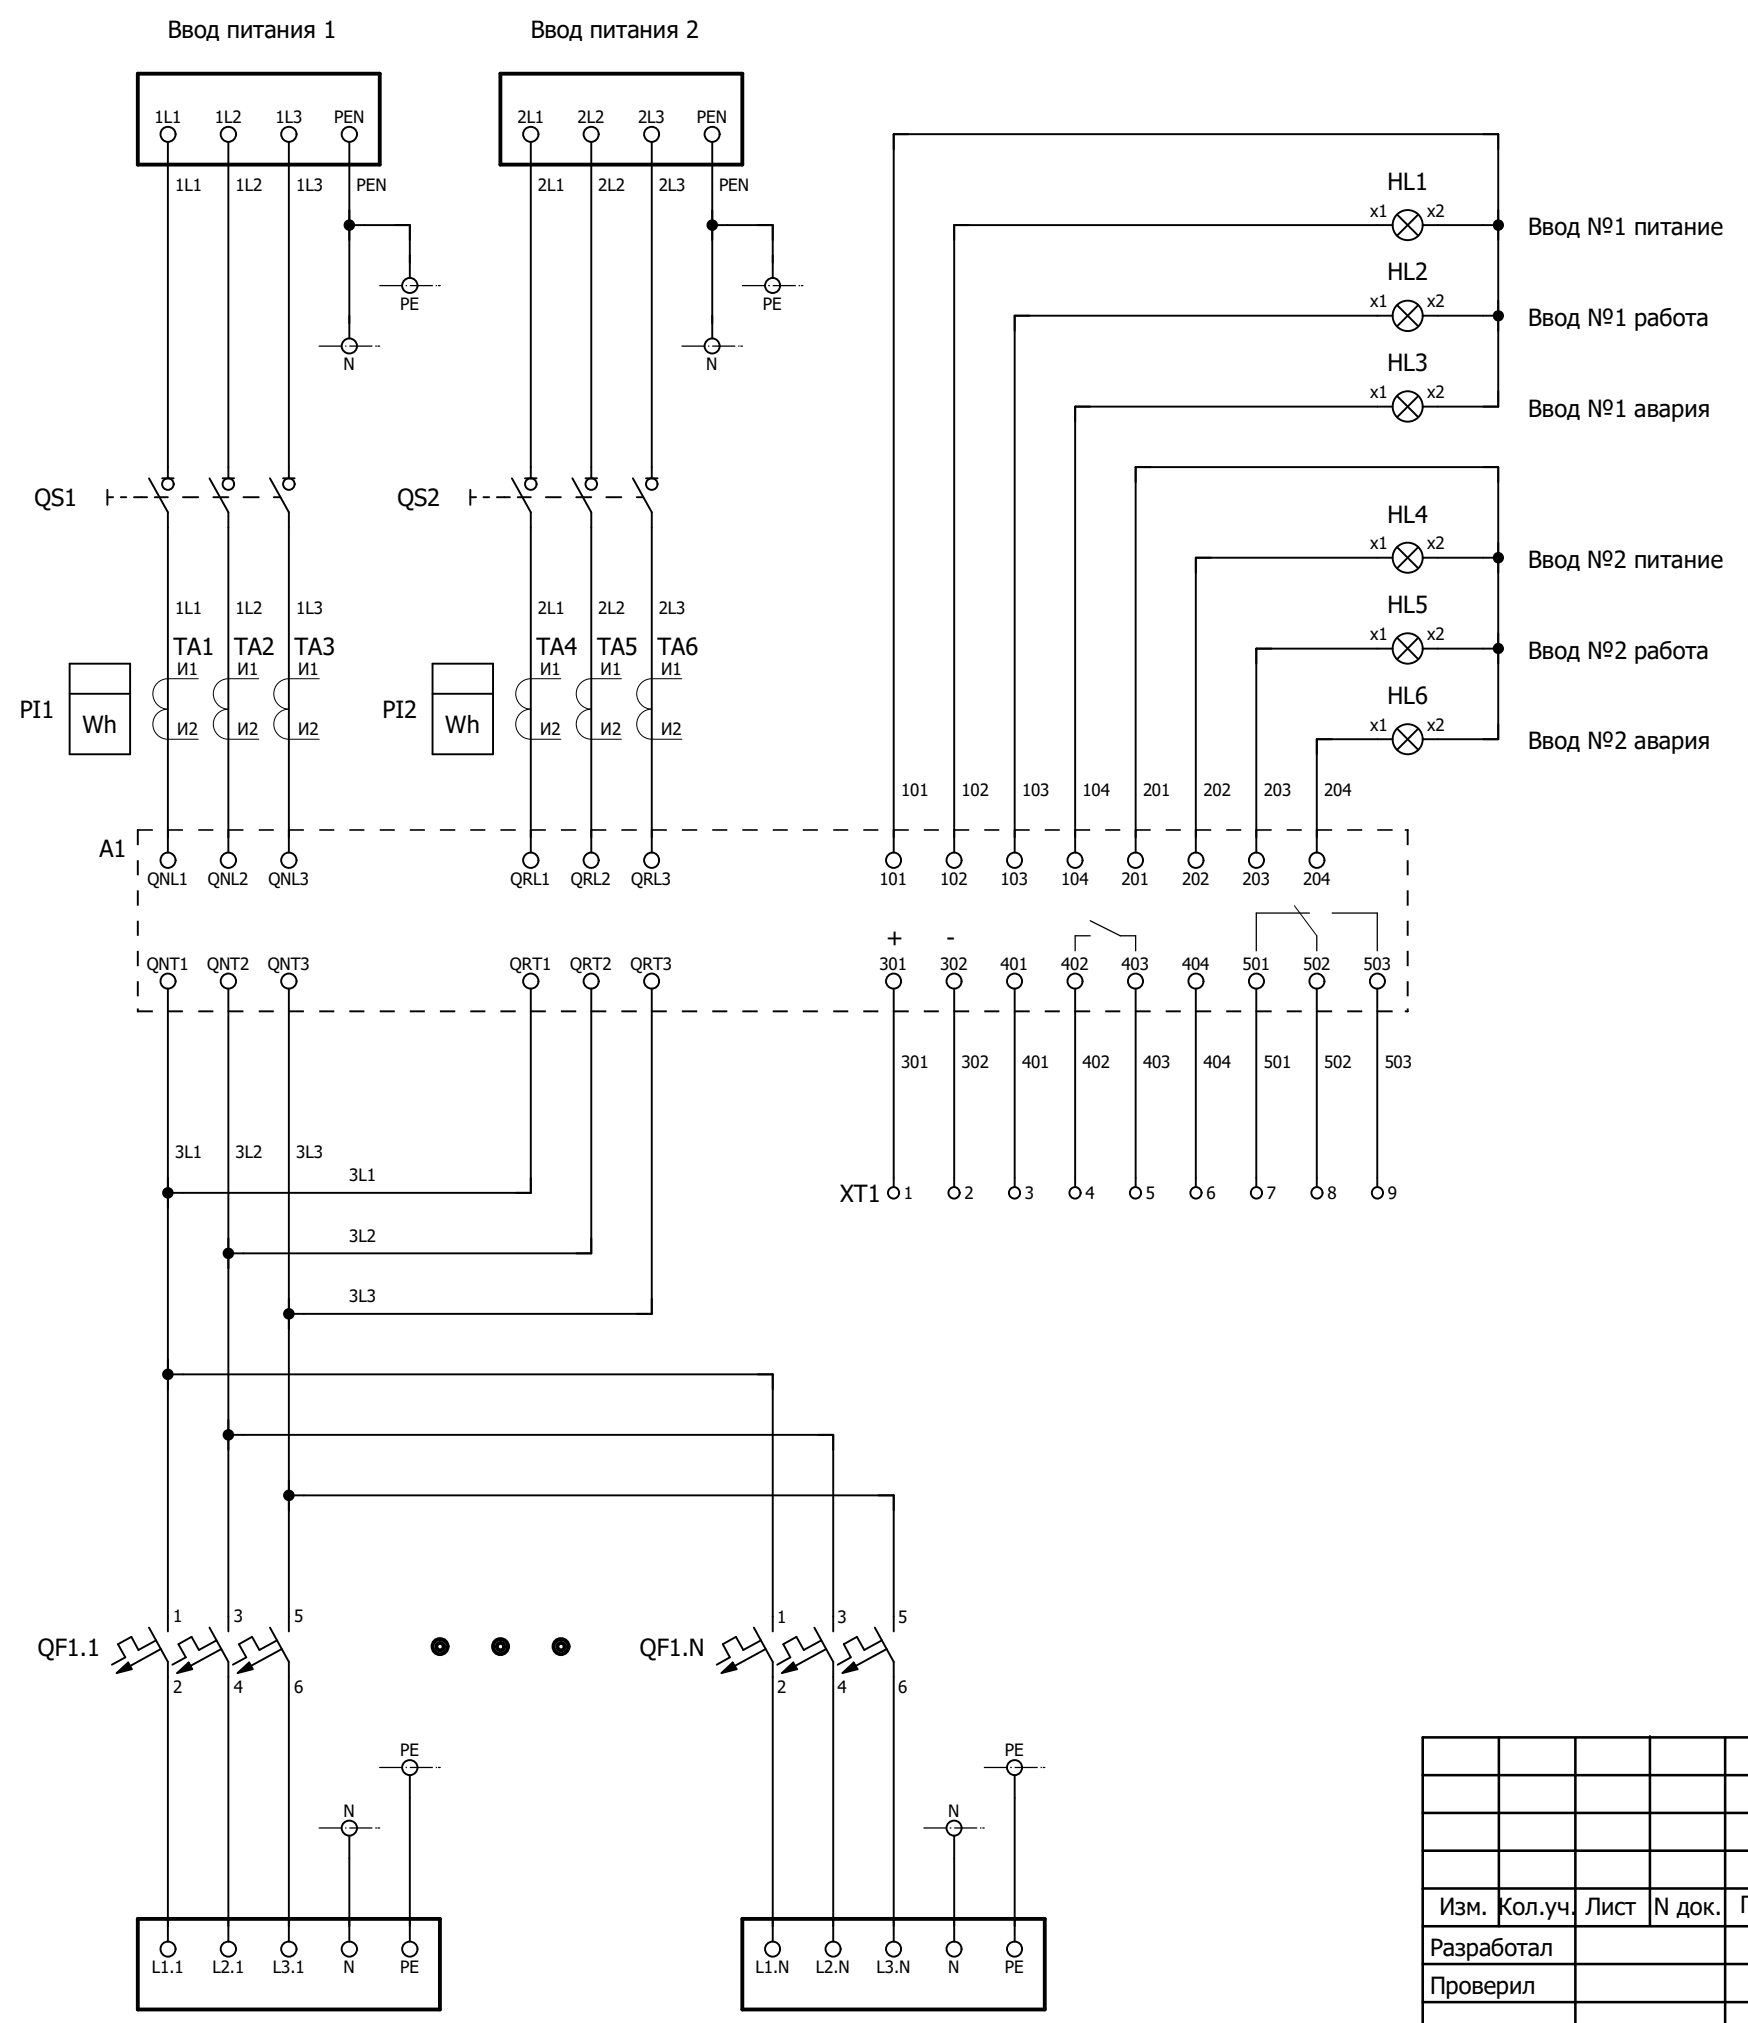 Ввод питания 1 Ввод питания 2
1L1 1L2 1L3 PEN 2L1 2L2 2L3 PEN
1L1 1L2 1L3 PEN 2L1 2L2 2L3 PEN
HL1
x1 x2 Ввод №1 питание
HL2
PE PE x1 x2 Ввод №1 работа
N N HL3
x1 x2 Ввод №1 авария
QS1 QS2
HL4
x1 x2 Ввод №2 питание
1L1 1L2 1L3 2L1 2L2 2L3 HL5
TA1 TA2 TA3 TA4 TA5 TA6 x1 x2 Ввод №2 работа
И1 И1 И1 И1 И1 И1
HL6
PI1 Wh И2 И2 И2 PI2 Wh И2 И2 И2 x1 x2 Ввод №2 авария
101 102 103 104 201 202 203 204
A1
QNL1 QNL2 QNL3 QRL1 QRL2 QRL3 101 102 103 104 201 202 203 204
+ -
QNT1 QNT2 QNT3 QRT1 QRT2 QRT3 301 302 401 402 403 404 501 502 503
301 302 401 402 403 404 501 502 503
3L1 3L2 3L3
3L1
XT1 1 2 3 4 5 6 7 8 9
3L2
3L3
1 3 5 1 3 5
QF1.1 QF1.N
2 4 6 2 4 6
PE PE
N N
L1.1 L2.1 L3.1 N PE L1.N L2.N L3.N N PE
Изм. Кол.уч. Лист N док.
Разработал
Проверил